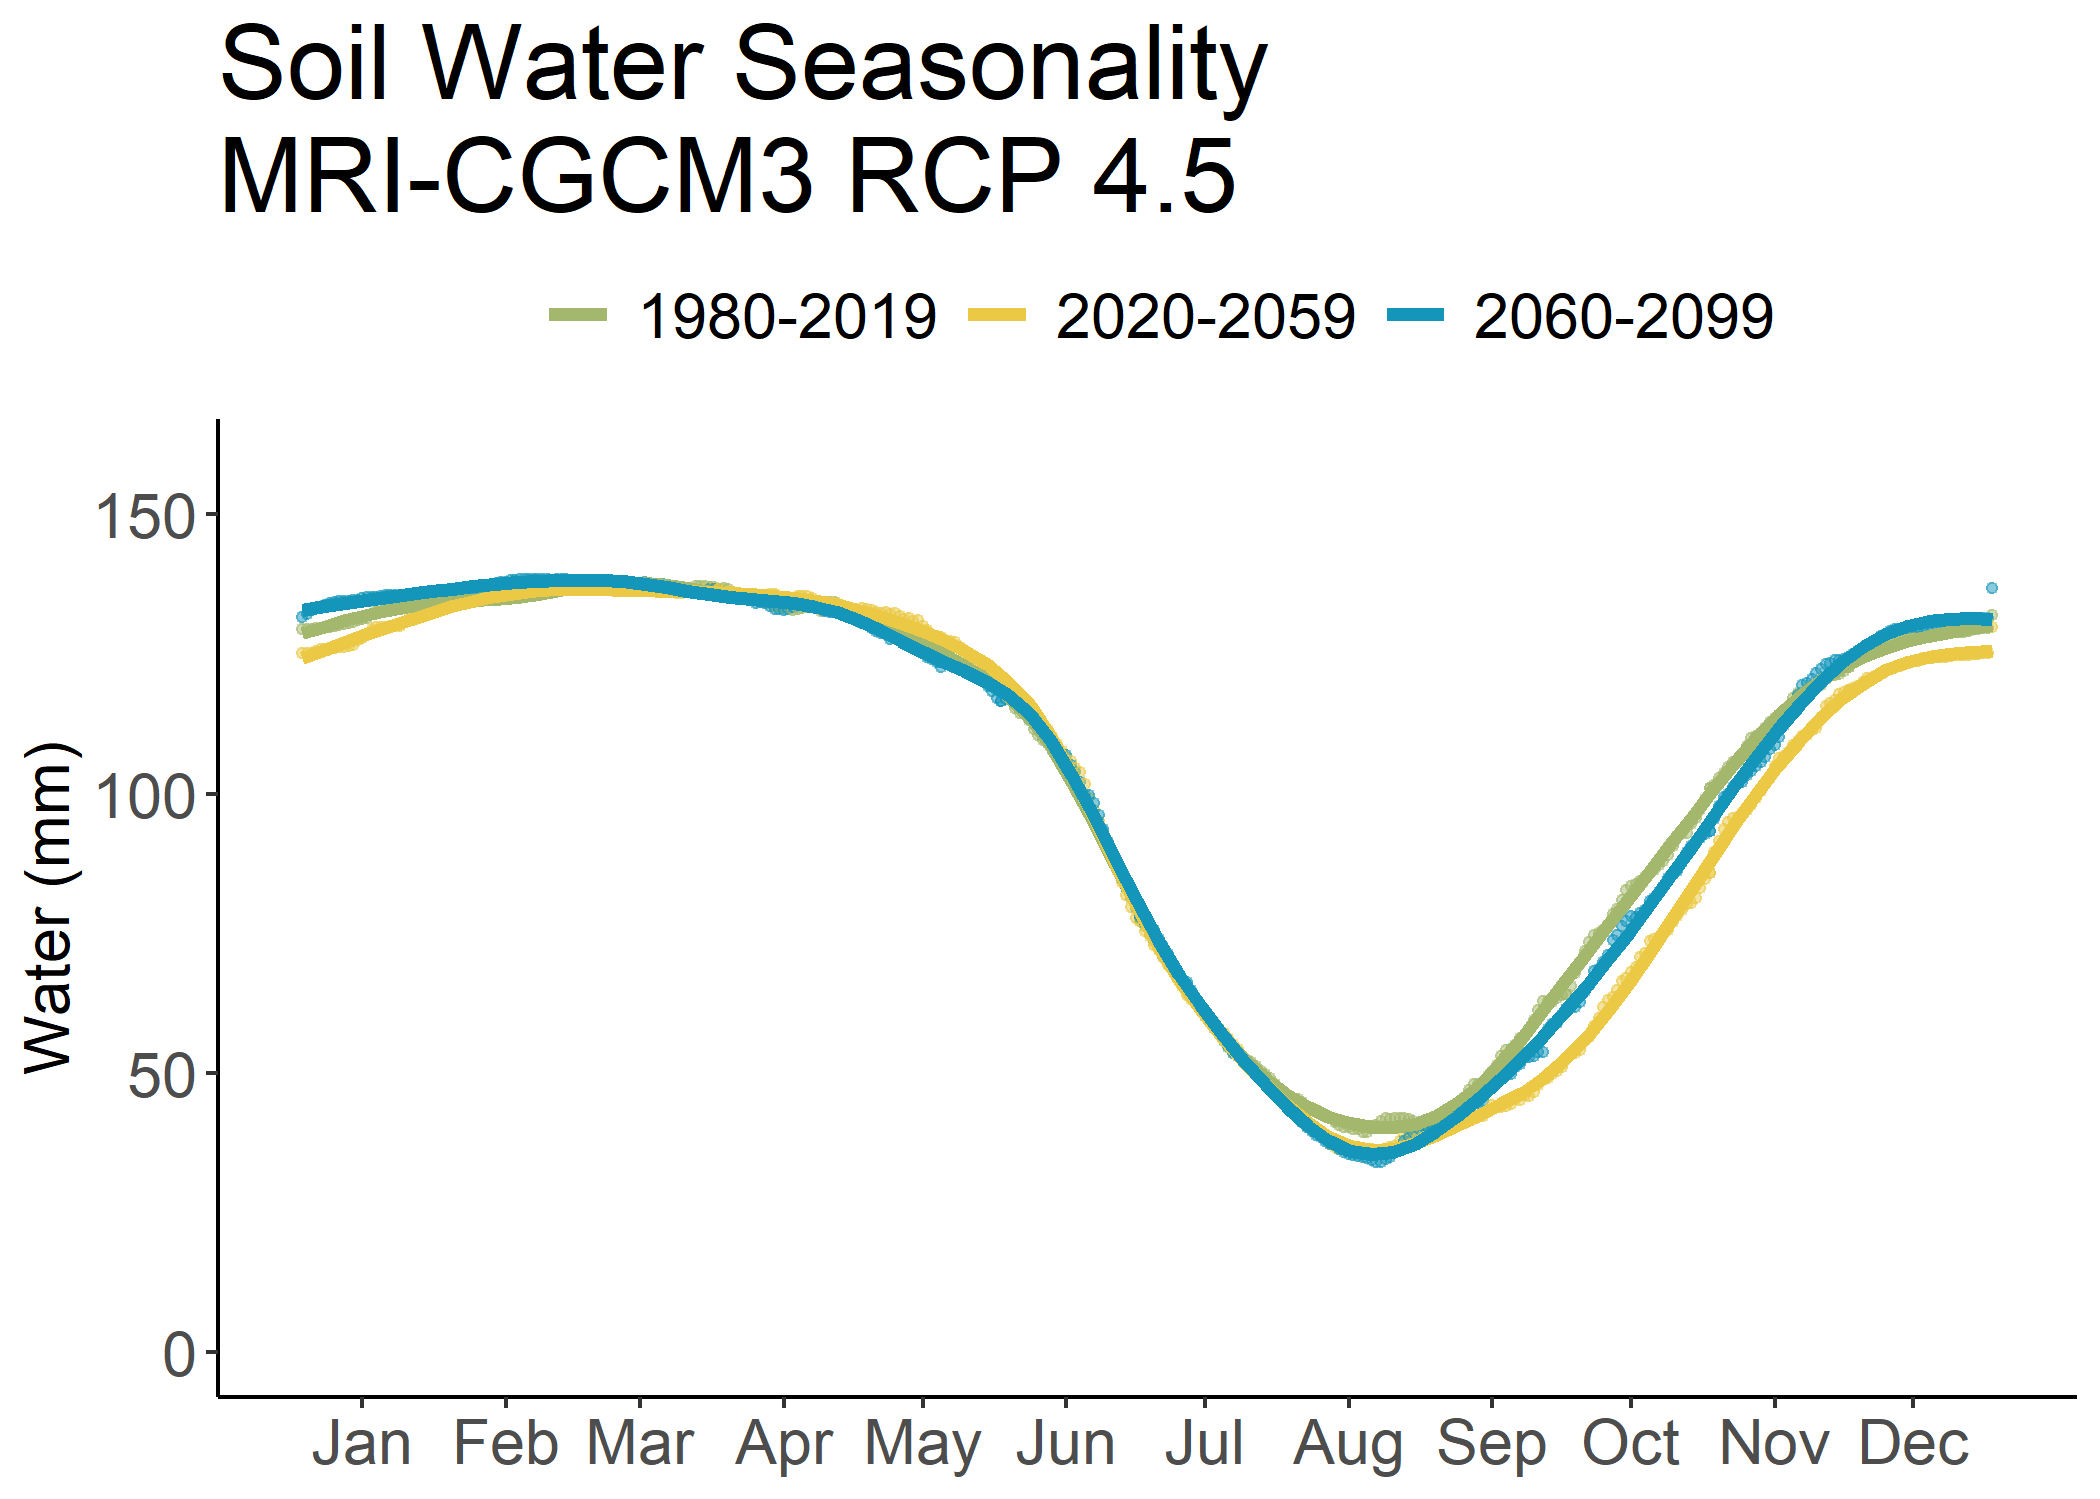 Soil Water Seasonality
MRI-CGCM3 RCP 4.5
1980-2019 2020-2059 2060-2099
Water (mm)
150
100
50
0
Jan Feb Mar Apr May Jun Jul Aug Sep Oct Nov Dec